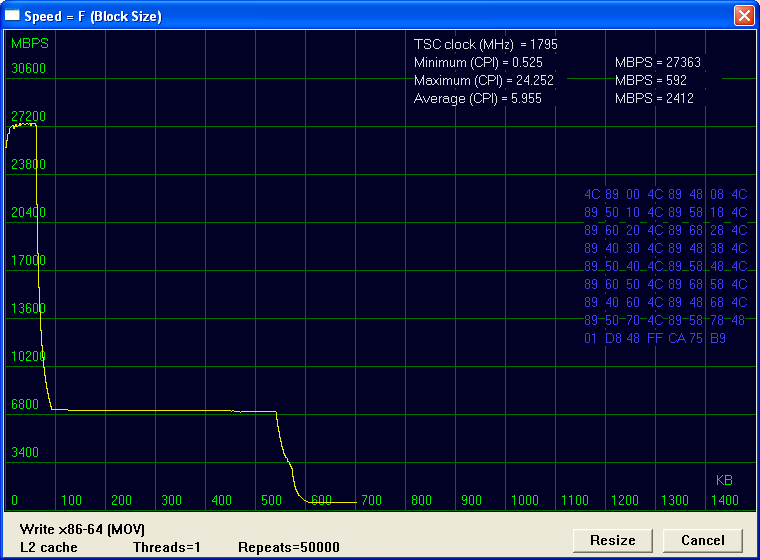 Speed = F (Block Size)
MBPS
TSC clock (MHz) = 1795
Minimum (CPI) = 0.525 MBPS = 27363
Maximum (CPI) = 24.252 MBPS = 592
Average (CPI) = 5.955 MBPS = 2412
30600
27200
23800
20400
17000
13600
10200
6800
3400
4C 89 00 4C 89 48 08 4C
89 50 10 4C 89 58 18 4C
89 60 20 4C 89 68 28 4C
89 40 30 4C 89 48 38 4C
89 50 40 4C 89 58 48 4C
89 60 50 4C 89 68 58 4C
89 40 60 4C 89 48 68 4C
89 50 70 4C 89 58 78 48
01 D8 48 FF CA 75 B9
KB
0 100 200 300 400 500 600 700 800 900 1000 1100 1200 1300 1400
Write x86-64 (MOV)
L2 cache Threads=1 Repeats=50000
Resize Cancel